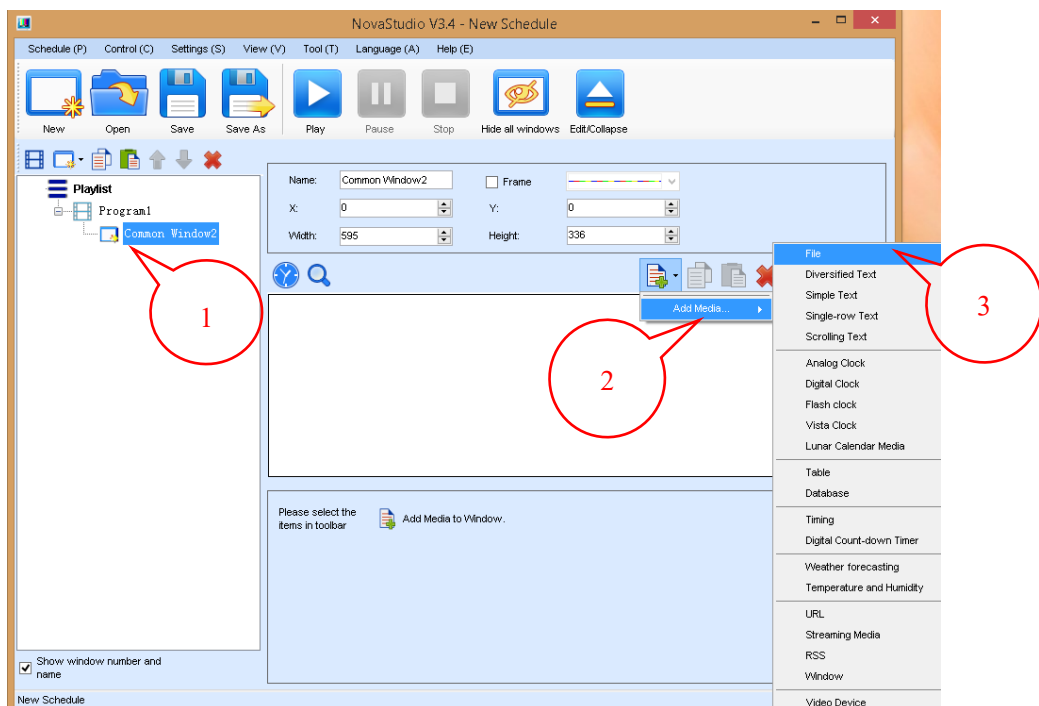 NovaStudio V3.4 - New Schedule
Schedule (P) Control (C) Settings (S) View (V) Tool (T) Language (A) Help (E)
New Open Save Save As Play Pause Stop Hide all windows Edit/Collapse
Playlist
Program1
Common Window2
Name: Common Window2 Frame
X: 0 Y: 0
Width: 595 Height: 336
Add Media...
File
Diversified Text
Simple Text
Single-row Text
Scrolling Text
Analog Clock
Digital Clock
Flash clock
Vista Clock
Lunar Calendar Media
Table
Database
Timing
Digital Count-down Timer
Weather forecasting
Temperature and Humidity
URL
Streaming Media
RSS
Window
Video Device
1
2
3
Please select the
items in toolbar
Add Media to Window.
Show window number and
name
New Schedule